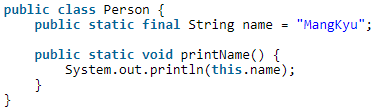 public class Person {
    public static final String name = "MangKyu";

    public static void printName() {
        System.out.println(this.name);
    }
}